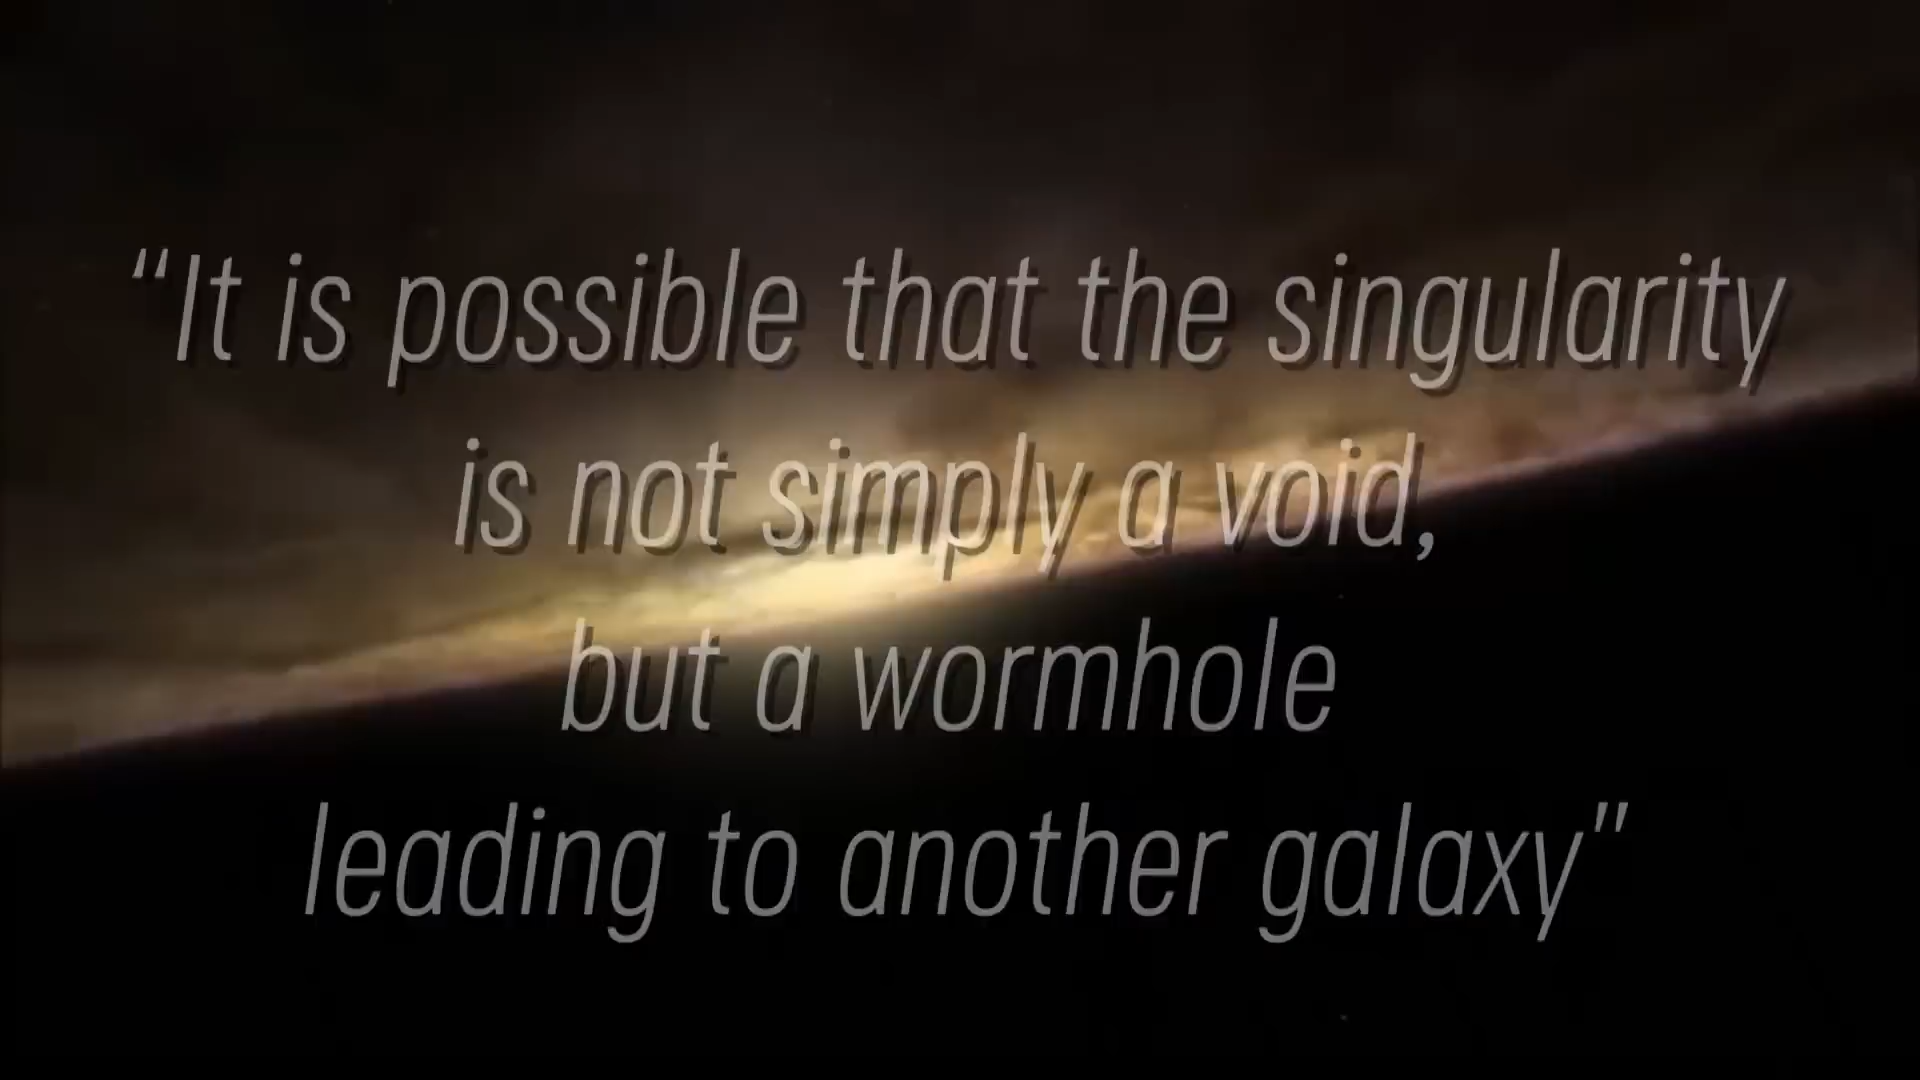 “It is possible that the singularity
is not simply a void,
but a wormhole
leading to another galaxy”